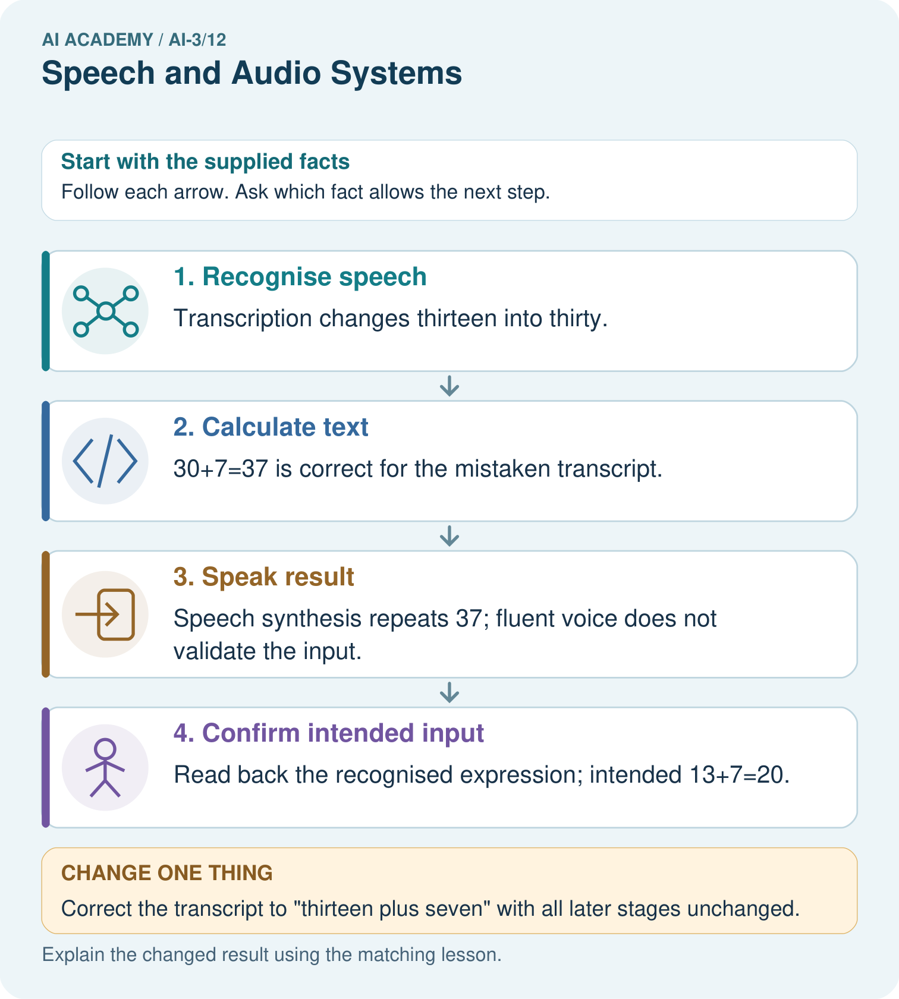 AI ACADEMY / AI-3/12
Speech and Audio Systems
Start with the supplied facts
Follow each arrow. Ask which fact allows the next step.
1. Recognise speech
Transcription changes thirteen into thirty.
2. Calculate text
30+7=37 is correct for the mistaken transcript.
3. Speak result
Speech synthesis repeats 37; fluent voice does not
validate the input.
4. Confirm intended input
Read back the recognised expression; intended 13+7=20.
CHANGE ONE THING
Correct the transcript to "thirteen plus seven" with all later stages unchanged.
Explain the changed result using the matching lesson.